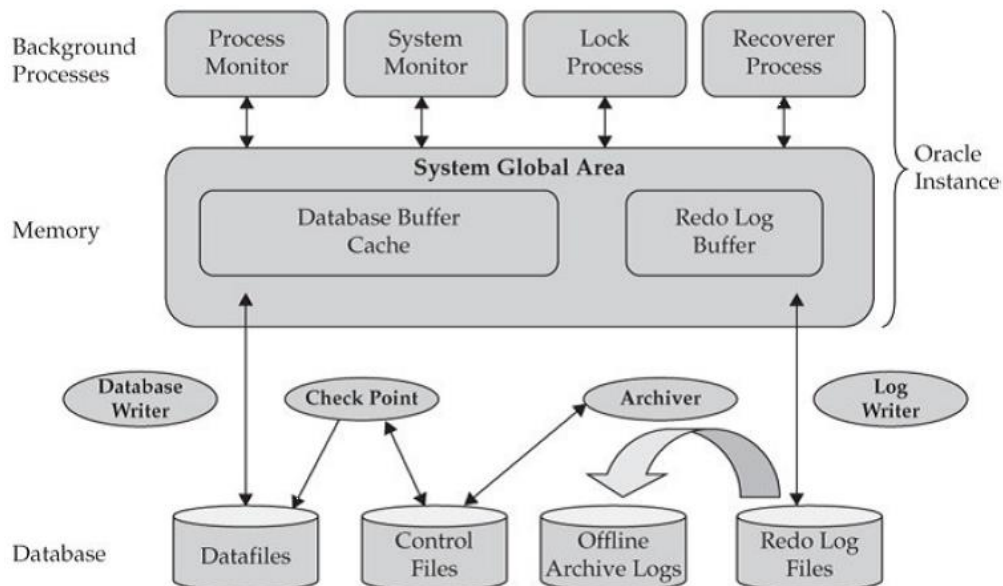 Background
Processes
Process
Monitor
System
Monitor
Lock
Process
Recoverer
Process
Oracle
Instance
System Global Area
Memory
Database Buffer
Cache
Redo Log
Buffer
Database
Writer
Check Point
Archiver
Log
Writer
Database
Datafiles
Control
Files
Offline
Archive Logs
Redo Log
Files